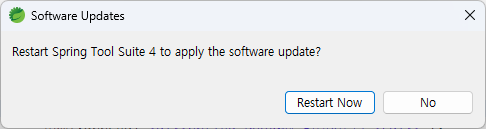 Software Updates
Restart Spring Tool Suite 4 to apply the software update?
Restart Now
No